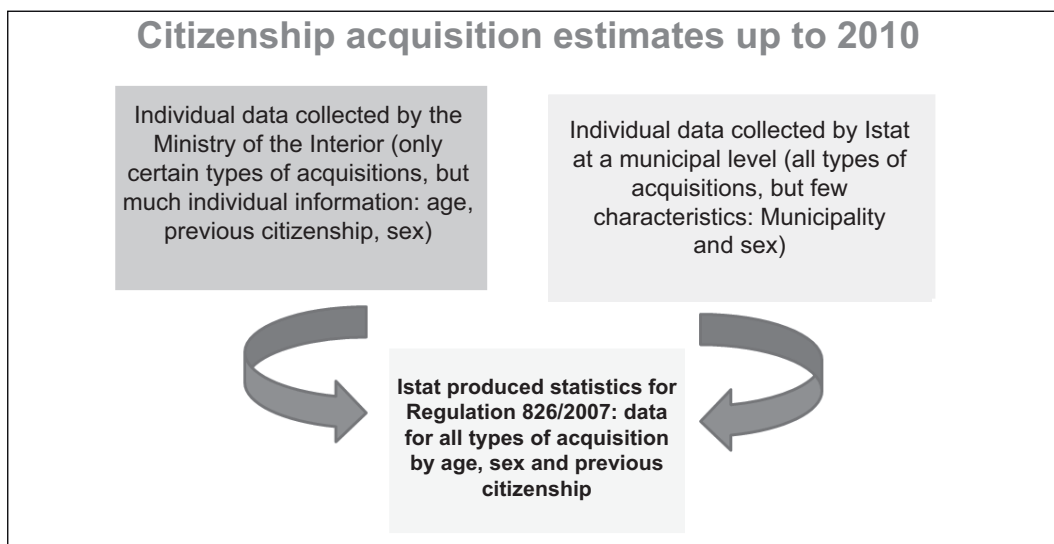 Citizenship acquisition estimates up to 2010
Individual data collected by the
Ministry of the Interior (only
certain types of acquisitions, but
much individual information: age,
previous citizenship, sex)
Individual data collected by Istat
at a municipal level (all types of
acquisitions, but few
characteristics: Municipality
and sex)
Istat produced statistics for
Regulation 826/2007: data
for all types of acquisition
by age, sex and previous
citizenship